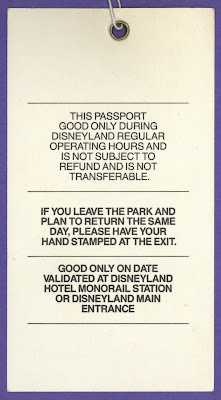 THIS PASSPORT
GOOD ONLY DURING
DISNEYLAND REGULAR
OPERATING HOURS AND
IS NOT SUBJECT TO
REFUND AND IS NOT
TRANSFERABLE.
IF YOU LEAVE THE PARK AND
PLAN TO RETURN THE SAME
DAY, PLEASE HAVE YOUR
HAND STAMPED AT THE EXIT.
GOOD ONLY ON DATE
VALIDATED AT DISNEYLAND
HOTEL MONORAIL STATION
OR DISNEYLAND MAIN
ENTRANCE